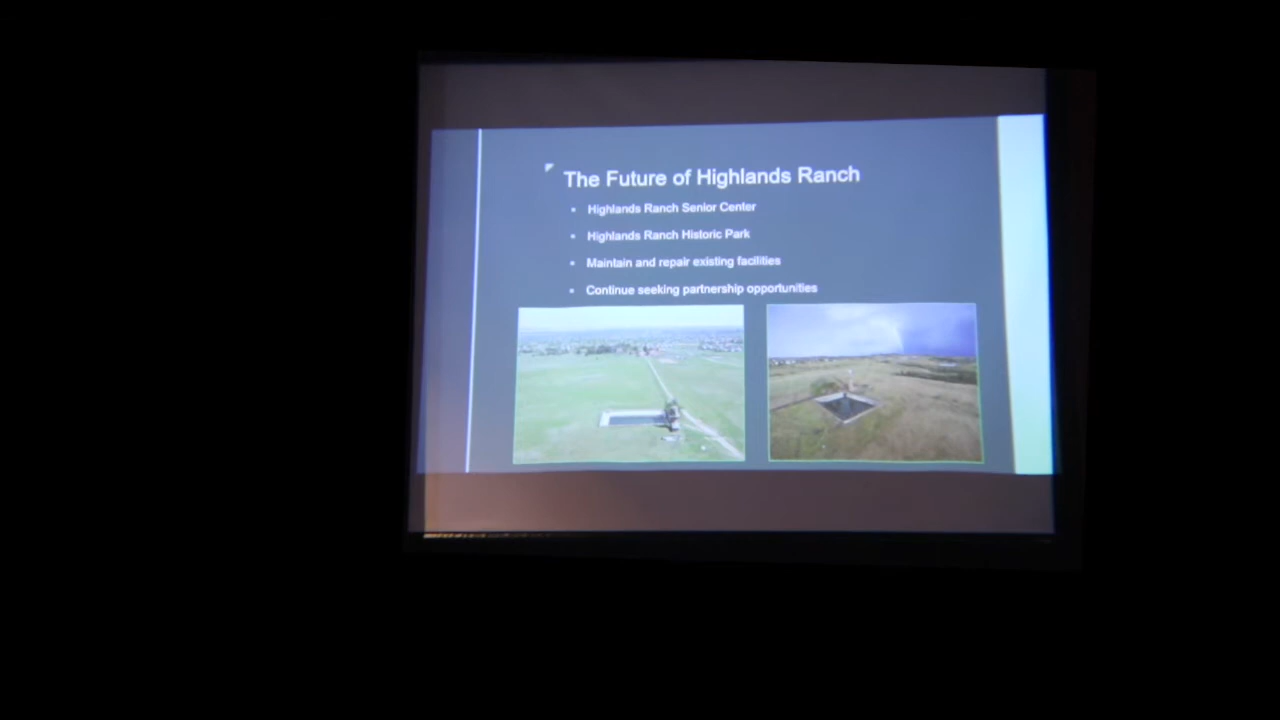 The Future of Highlands Ranch
Highlands Ranch Senior Center
Highlands Ranch Historic Park
Maintain and repair existing facilities
Continue seeking partnership opportunities